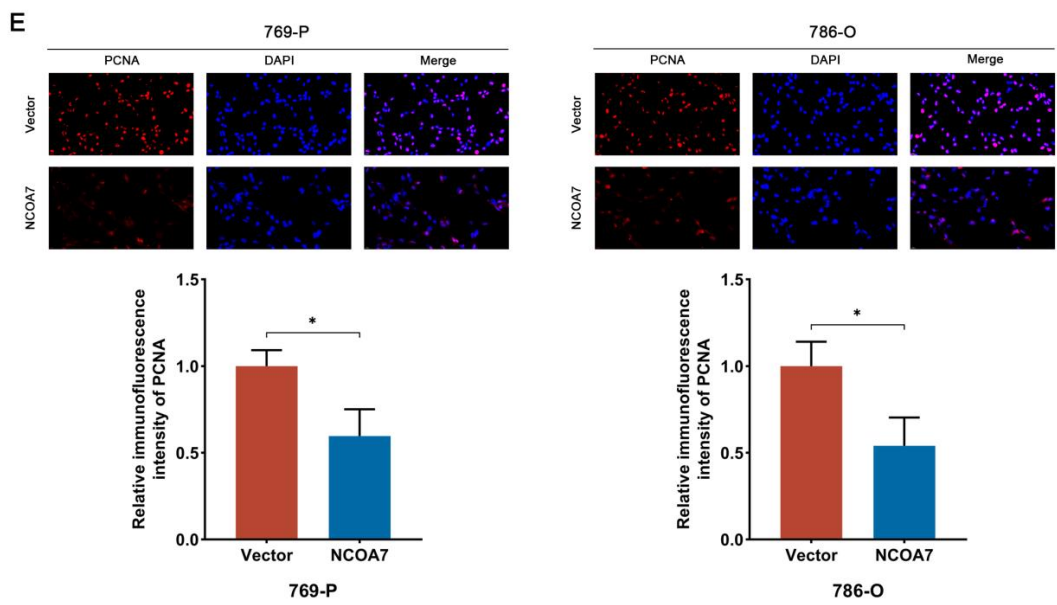 E
769-P
PCNA DAPI Merge
Vector
NCOA7
Relative immunofluorescence
intensity of PCNA
1.5
1.0
0.5
0.0
*
Vector NCOA7
769-P
786-O
PCNA DAPI Merge
Vector
NCOA7
Relative immunofluorescence
intensity of PCNA
1.5
1.0
0.5
0.0
*
Vector NCOA7
786-O